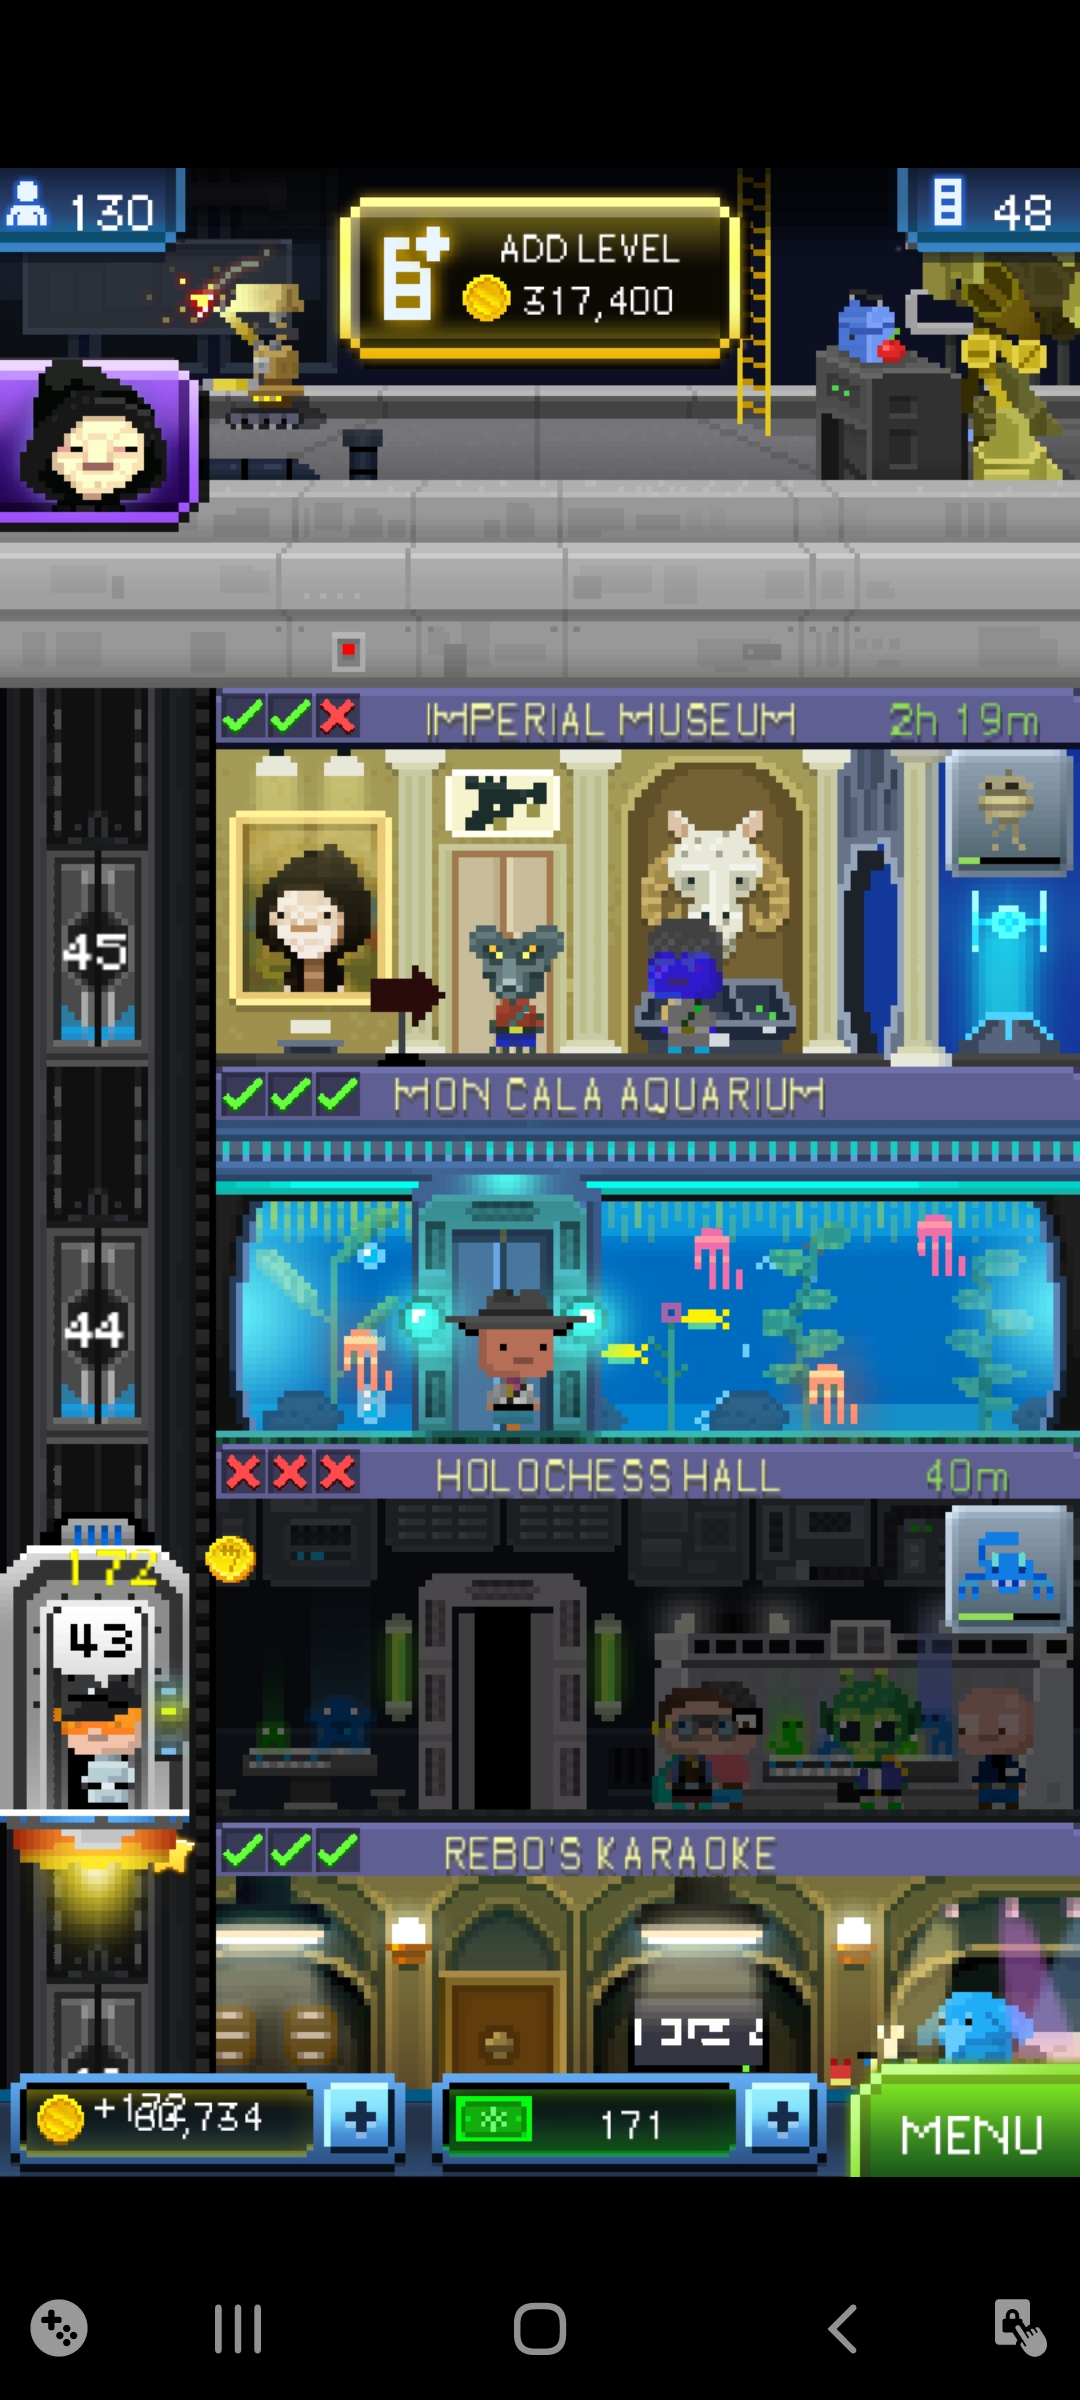 130
ADD LEVEL
317,400
48
IMPERIAL MUSEUM 2h 19m
45
MON CALA AQUARIUM
44
HOLOCHESS HALL 40m
172
43
REBO'S KARAOKE
171
MENU